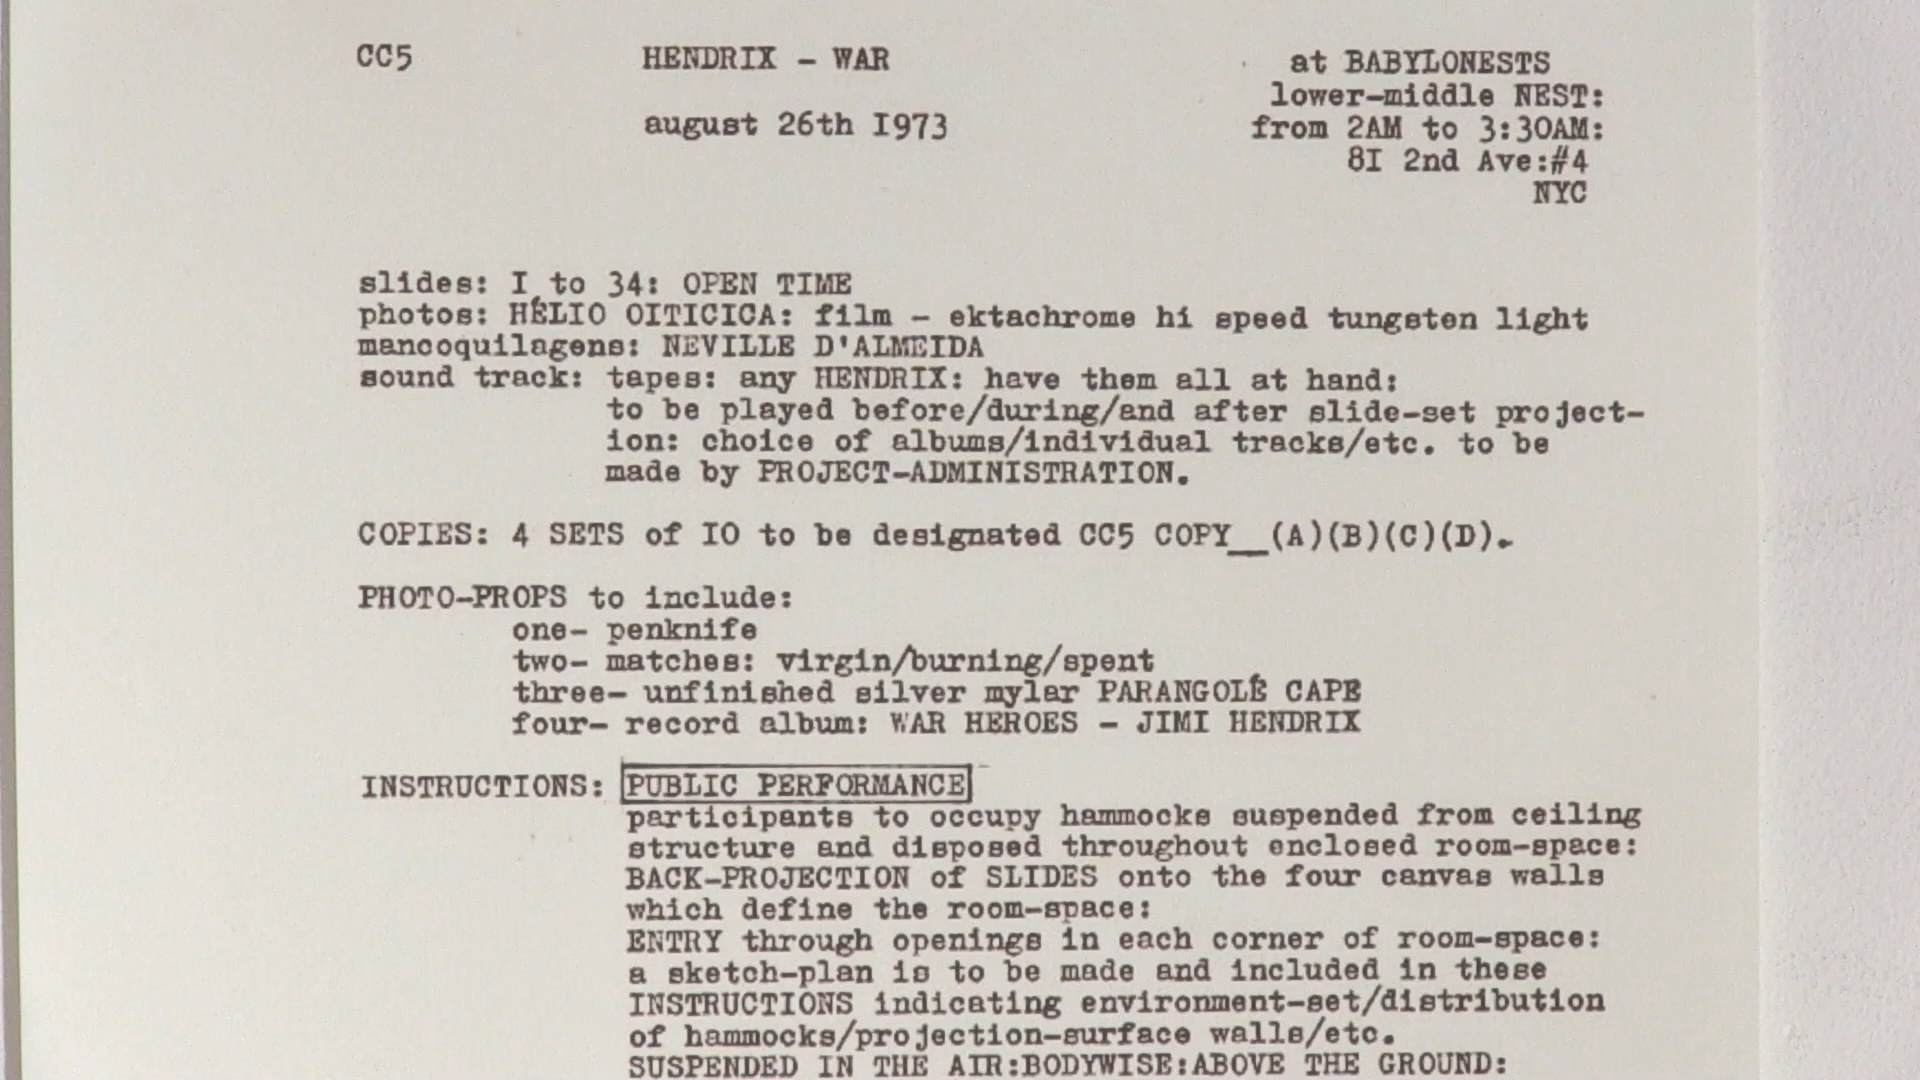 CC5 HENDRIX - WAR at BABYLONESTS
lower-middle NEST:
august 26th I973 from 2AM to 3:30AM:
8I 2nd Ave:#4
NYC
slides: I to 34: OPEN TIME
photos: HÉLIO OITICICA: film - ektachrome hi speed tungsten light
mancoquilagens: NEVILLE D'ALMEIDA
sound track: tapes: any HENDRIX: have them all at hand:
to be played before/during/and after slide-set project-
ion: choice of albums/individual tracks/etc. to be
made by PROJECT-ADMINISTRATION.
COPIES: 4 SETS of IO to be designated CC5 COPY__(A)(B)(C)(D).
PHOTO-PROPS to include:
one- penknife
two- matches: virgin/burning/spent
three- unfinished silver mylar PARANGOLÉ CAPE
four- record album: WAR HEROES - JIMI HENDRIX
INSTRUCTIONS: PUBLIC PERFORMANCE
participants to occupy hammocks suspended from ceiling
structure and disposed throughout enclosed room-space:
BACK-PROJECTION of SLIDES onto the four canvas walls
which define the room-space:
ENTRY through openings in each corner of room-space:
a sketch-plan is to be made and included in these
INSTRUCTIONS indicating environment-set/distribution
of hammocks/projection-surface walls/etc.
SUSPENDED IN THE AIR:BODYWISE:ABOVE THE GROUND: